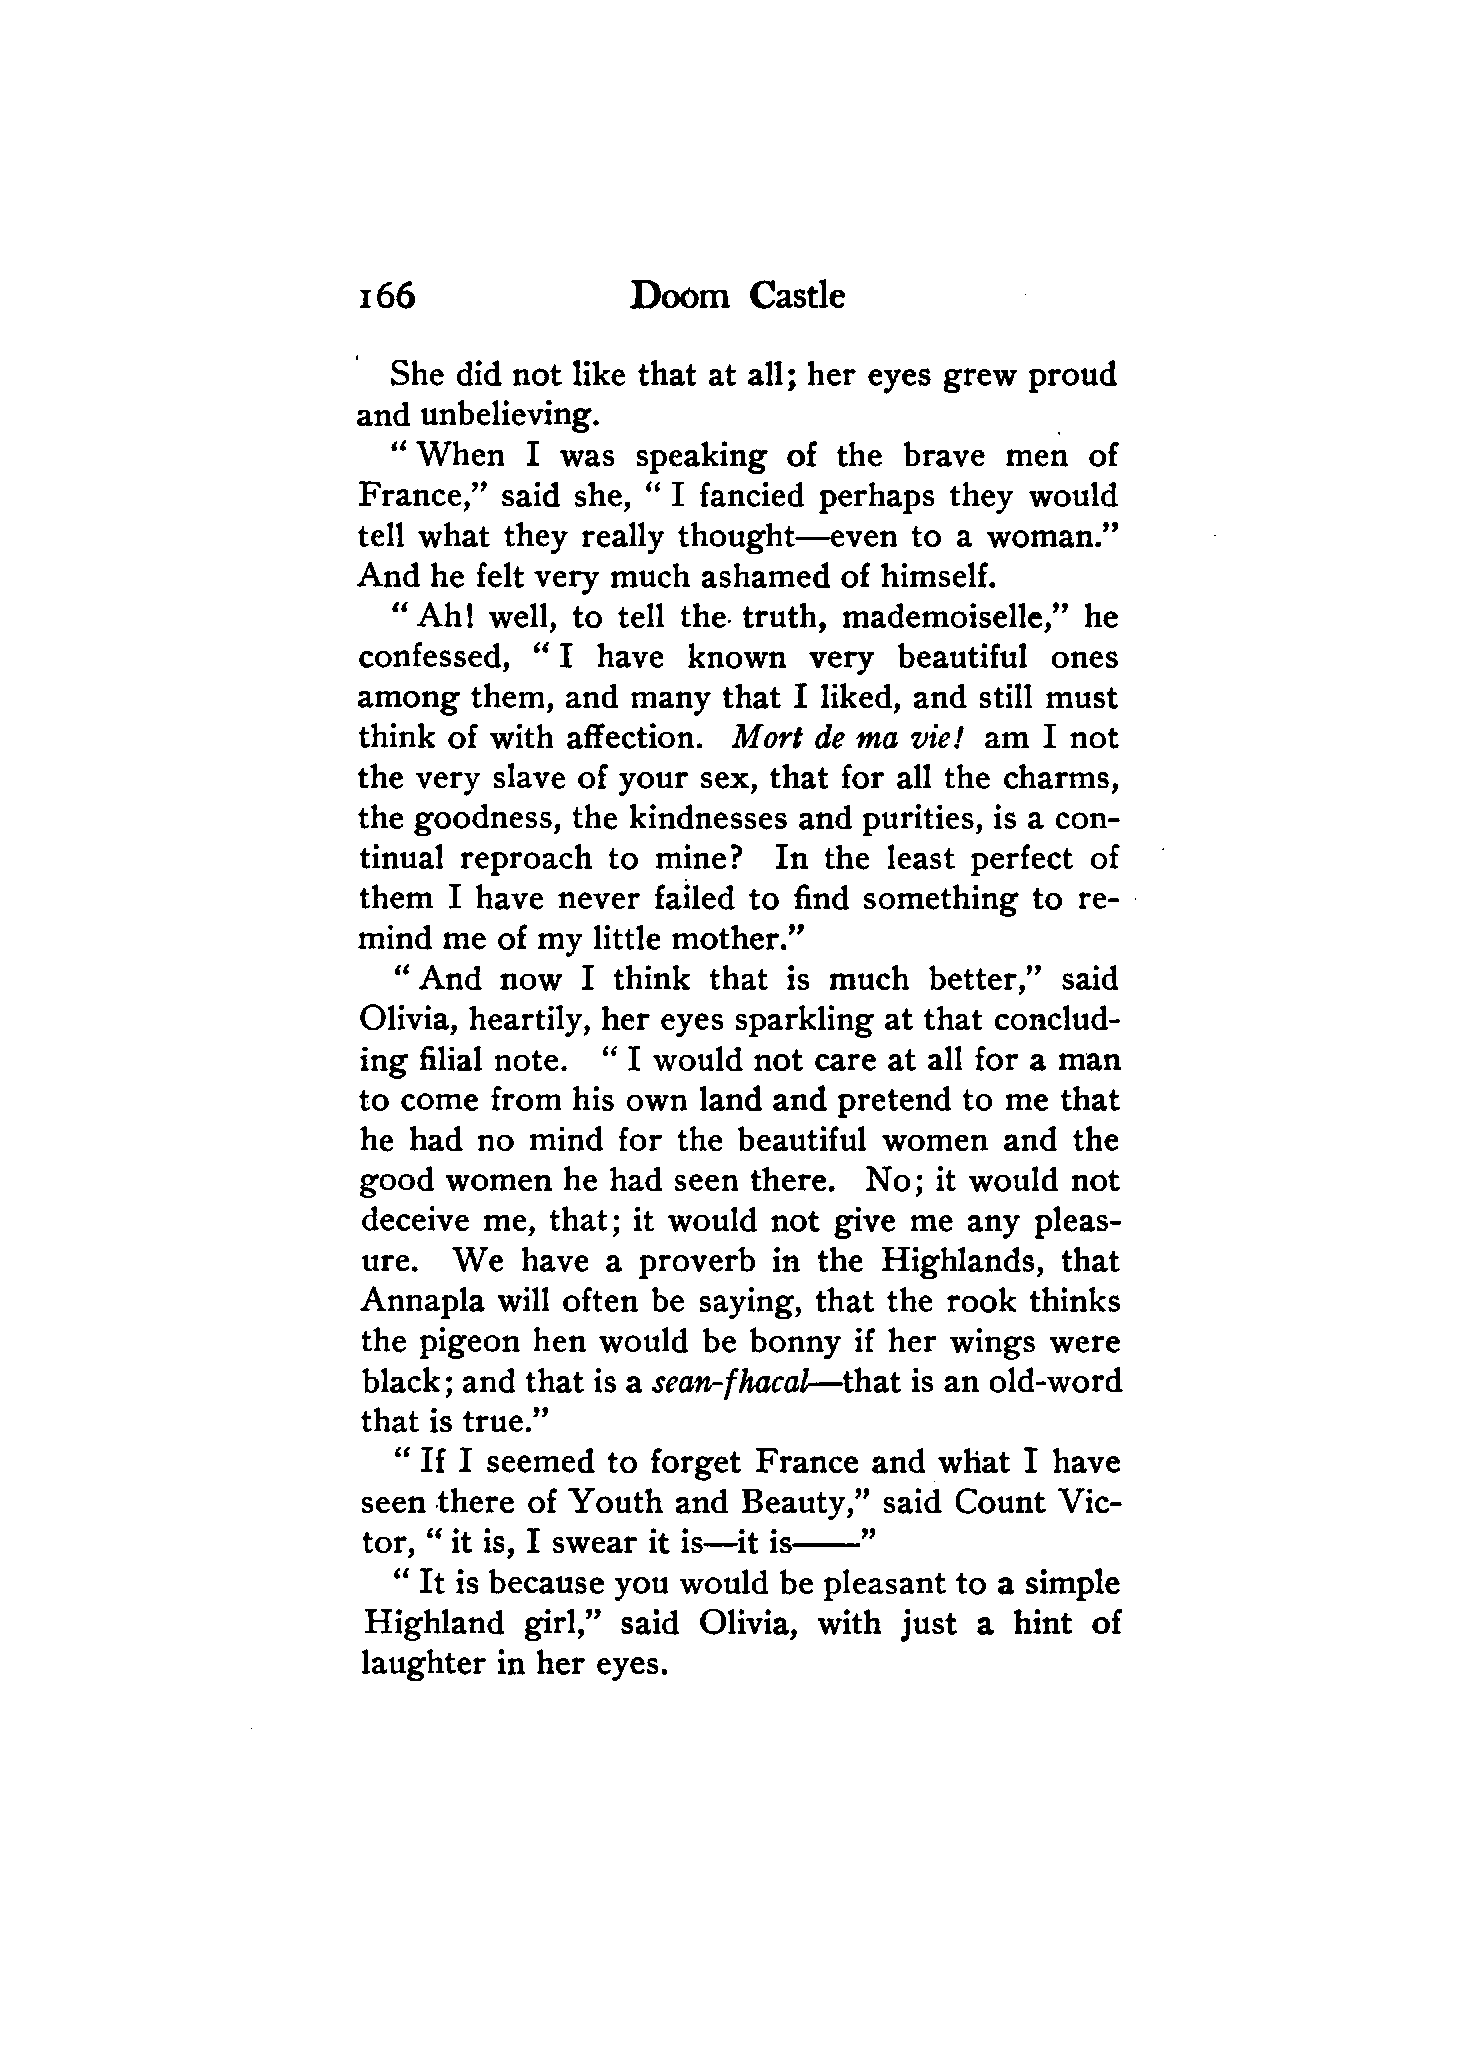 166 Doom Castle
She did not like that at all; her eyes grew proud
and unbelieving.
“ When I was speaking of the brave men of
France,” said she, “ I fancied perhaps they would
tell what they really thought—even to a woman.”
And he felt very much ashamed of himself.
“ Ah! well, to tell the truth, mademoiselle,” he
confessed, “ I have known very beautiful ones
among them, and many that I liked, and still must
think of with affection. Mort de ma vie! am I not
the very slave of your sex, that for all the charms,
the goodness, the kindnesses and purities, is a con-
tinual reproach to mine? In the least perfect of
them I have never failed to find something to re-
mind me of my little mother.”
“ And now I think that is much better,” said
Olivia, heartily, her eyes sparkling at that conclud-
ing filial note. “ I would not care at all for a man
to come from his own land and pretend to me that
he had no mind for the beautiful women and the
good women he had seen there. No; it would not
deceive me, that; it would not give me any pleas-
ure. We have a proverb in the Highlands, that
Annapla will often be saying, that the rook thinks
the pigeon hen would be bonny if her wings were
black; and that is a sean-fhacal—that is an old-word
that is true.”
“ If I seemed to forget France and what I have
seen there of Youth and Beauty,” said Count Vic-
tor, “ it is, I swear it is—it is——”
“ It is because you would be pleasant to a simple
Highland girl,” said Olivia, with just a hint of
laughter in her eyes.